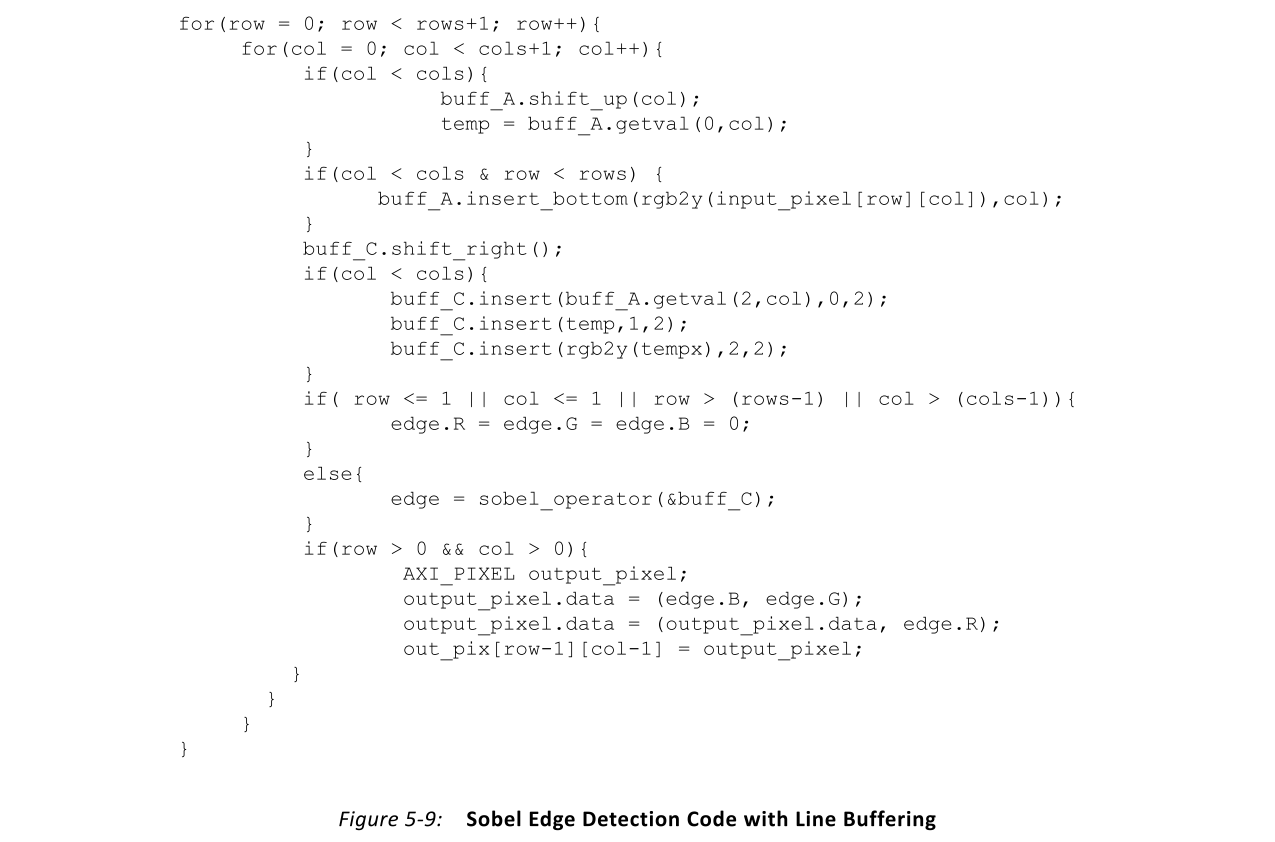 for(row = 0; row < rows+1; row++){
for(col = 0; col < cols+1; col++){
if(col < cols){
buff_A.shift_up(col);
temp = buff_A.getval(0,col);
}
if(col < cols & row < rows) {
buff_A.insert_bottom(rgb2y(input_pixel[row][col]),col);
}
buff_C.shift_right();
if(col < cols){
buff_C.insert(buff_A.getval(2,col),0,2);
buff_C.insert(temp,1,2);
buff_C.insert(rgb2y(tempx),2,2);
}
if( row <= 1 || col <= 1 || row > (rows-1) || col > (cols-1)){
edge.R = edge.G = edge.B = 0;
}
else{
edge = sobel_operator(&buff_C);
}
if(row > 0 && col > 0){
AXI_PIXEL output_pixel;
output_pixel.data = (edge.B, edge.G);
output_pixel.data = (output_pixel.data, edge.R);
out_pix[row-1][col-1] = output_pixel;
}
}
}
}
Figure 5-9: Sobel Edge Detection Code with Line Buffering